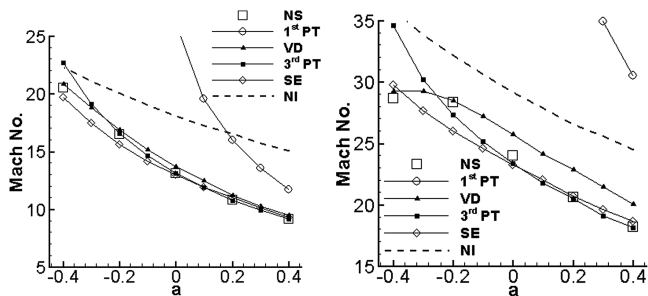 NS
1st PT
VD
3rd PT
SE
NI
25
20
15
10
5
Mach No.
-0.4
-0.2
0
0.2
0.4
a
35
30
25
20
15
Mach No.
NS
1st PT
VD
3rd PT
SE
NI
-0.4
-0.2
0
0.2
0.4
a